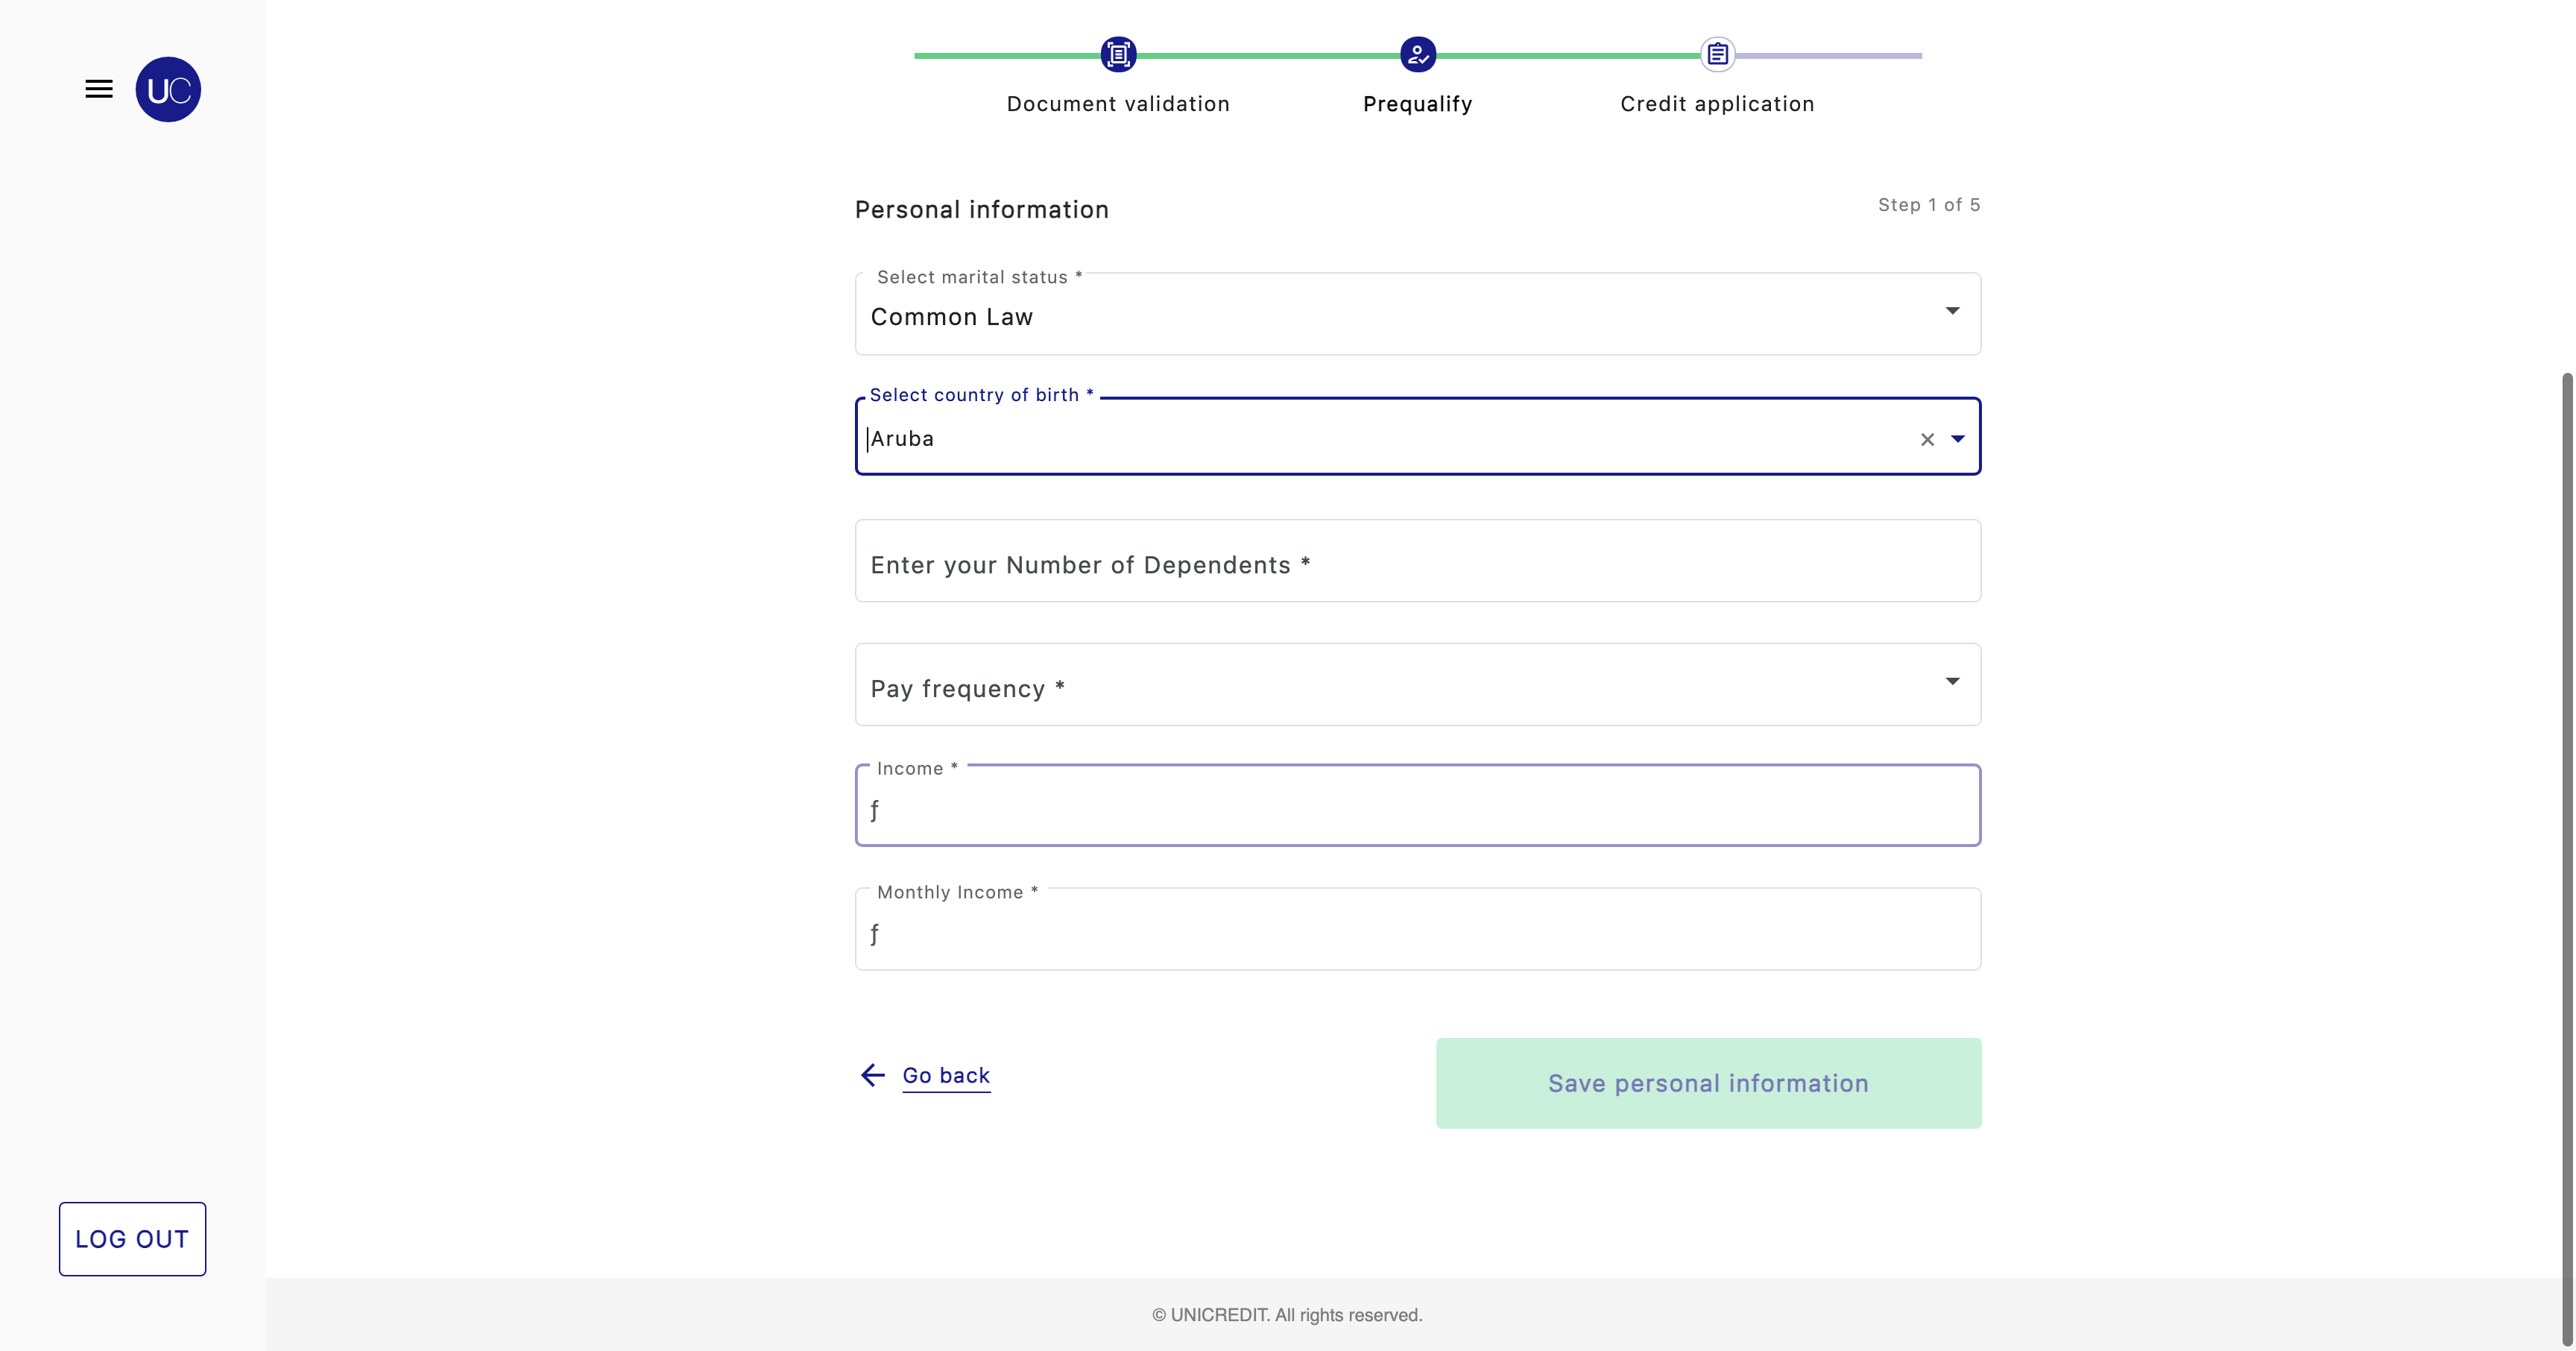 UC
Document validation
Prequalify
Credit application
Personal information
Step 1 of 5
Select marital status *
Common Law
Select country of birth *
Aruba
Enter your Number of Dependents *
Pay frequency *
Income *
ƒ
Monthly Income *
ƒ
Go back
Save personal information
LOG OUT
© UNICREDIT. All rights reserved.